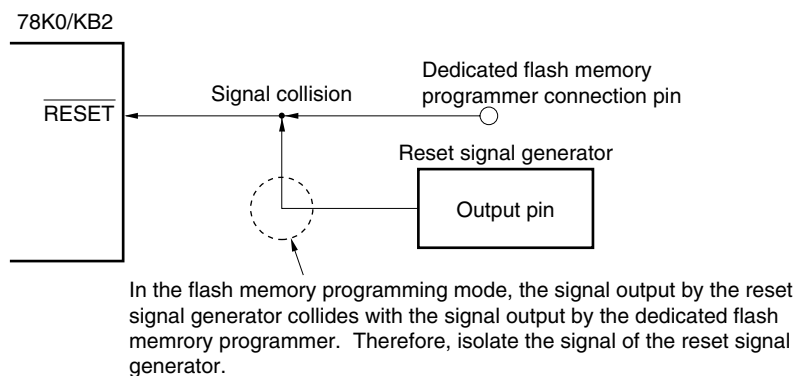 78K0/KB2
Dedicated flash memory
programmer connection pin
Signal collision
RESET
Reset signal generator
Output pin
In the flash memory programming mode, the signal output by the reset
signal generator collides with the signal output by the dedicated flash
memrory programmer.  Therefore, isolate the signal of the reset signal
generator.